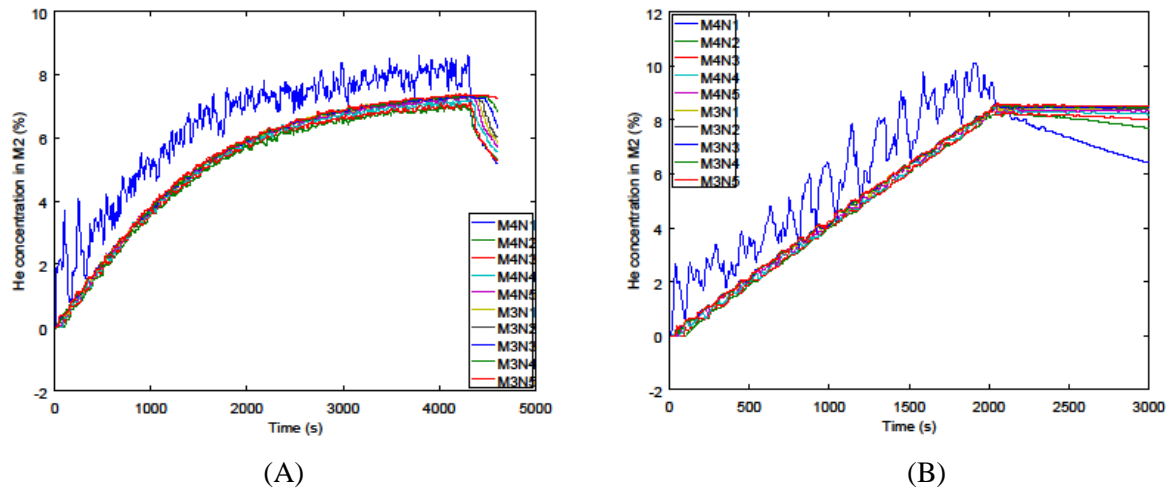 10
8
6
4
2
0
-2
He concentration in M2 (%)
0 1000 2000 3000 4000 5000
Time (s)
M4N1
M4N2
M4N3
M4N4
M4N5
M3N1
M3N2
M3N3
M3N4
M3N5
(A)
12
10
8
6
4
2
0
-2
He concentration in M2 (%)
0 500 1000 1500 2000 2500 3000
Time (s)
M4N1
M4N2
M4N3
M4N4
M4N5
M3N1
M3N2
M3N3
M3N4
M3N5
(B)